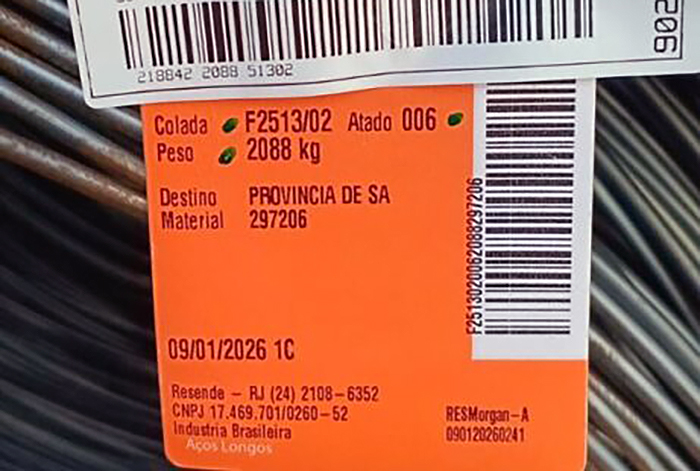 218842 2088 51302
902
Colada F2513/02 Atado 006
Peso 2088 kg
Destino PROVINCIA DE SA
Material 297206
F2513020062088297206
09/01/2026 1C
Resende – RJ (24) 2108–6352
CNPJ 17.469.701/0260–52
Industria Brasileira
Aços Longos
RESMorgan–A
090120260241